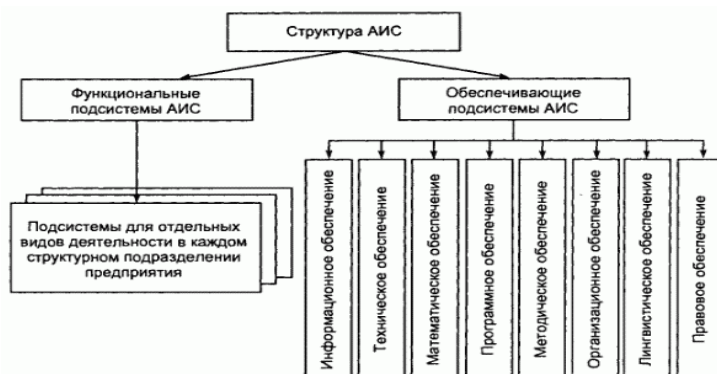 Структура АИС
Функциональные
подсистемы АИС
Обеспечивающие
подсистемы АИС
Подсистемы для отдельных
видов деятельности в каждом
структурном подразделении
предприятия
Информационное обеспечение
Техническое обеспечение
Математическое обеспечение
Программное обеспечение
Методическое обеспечение
Организационное обеспечение
Лингвистическое обеспечение
Правовое обеспечение